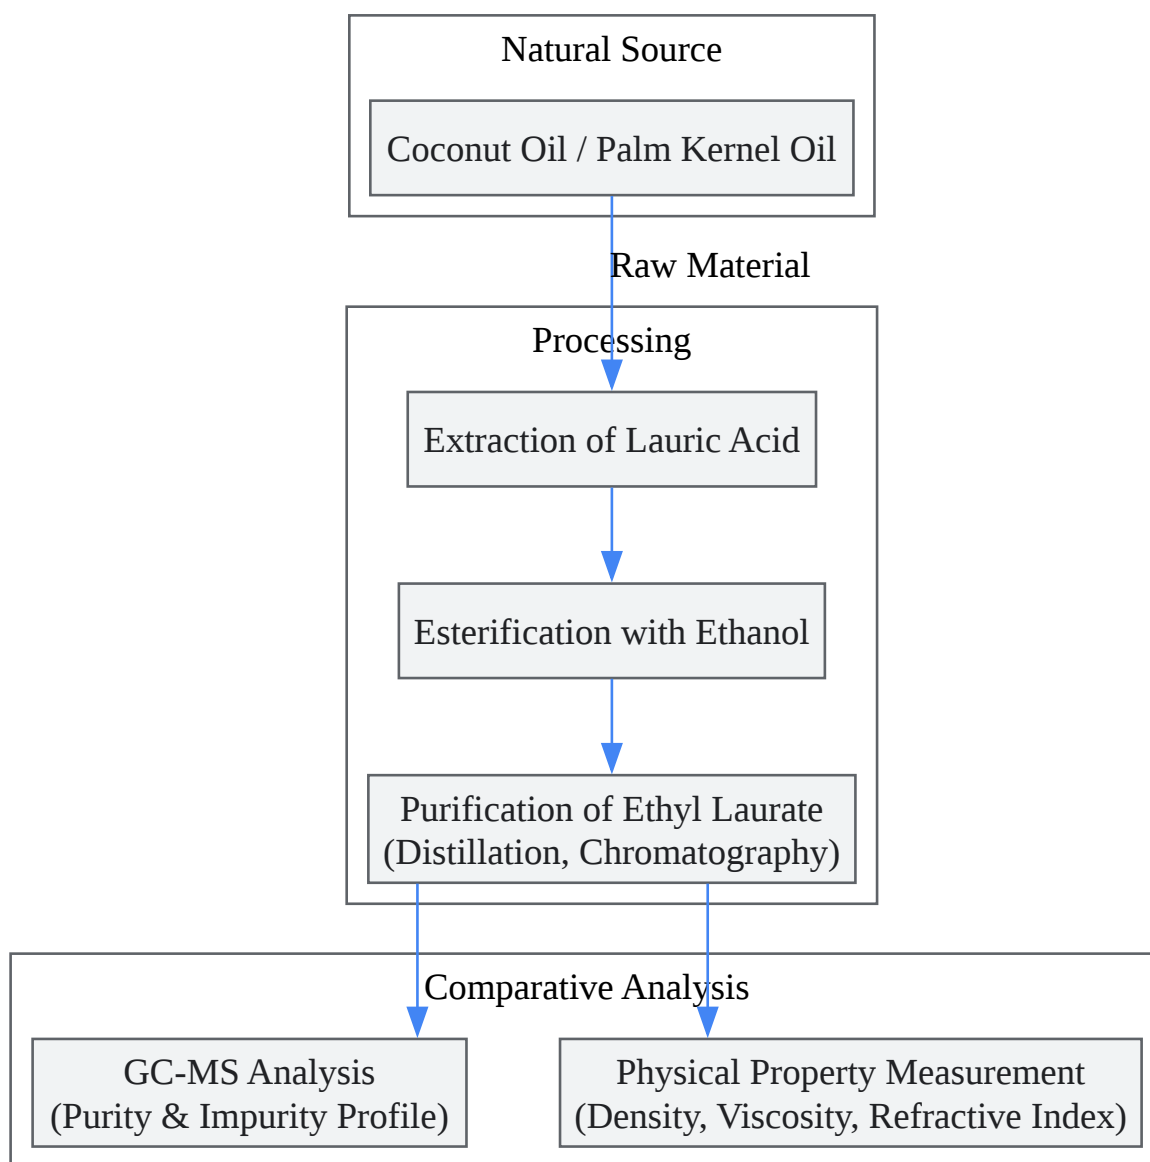 Natural Source
Coconut Oil / Palm Kernel Oil
Raw Material
Processing
Extraction of Lauric Acid
Esterification with Ethanol
Purification of Ethyl Laurate
(Distillation, Chromatography)
Comparative Analysis
GC-MS Analysis
(Purity & Impurity Profile)
Physical Property Measurement
(Density, Viscosity, Refractive Index)